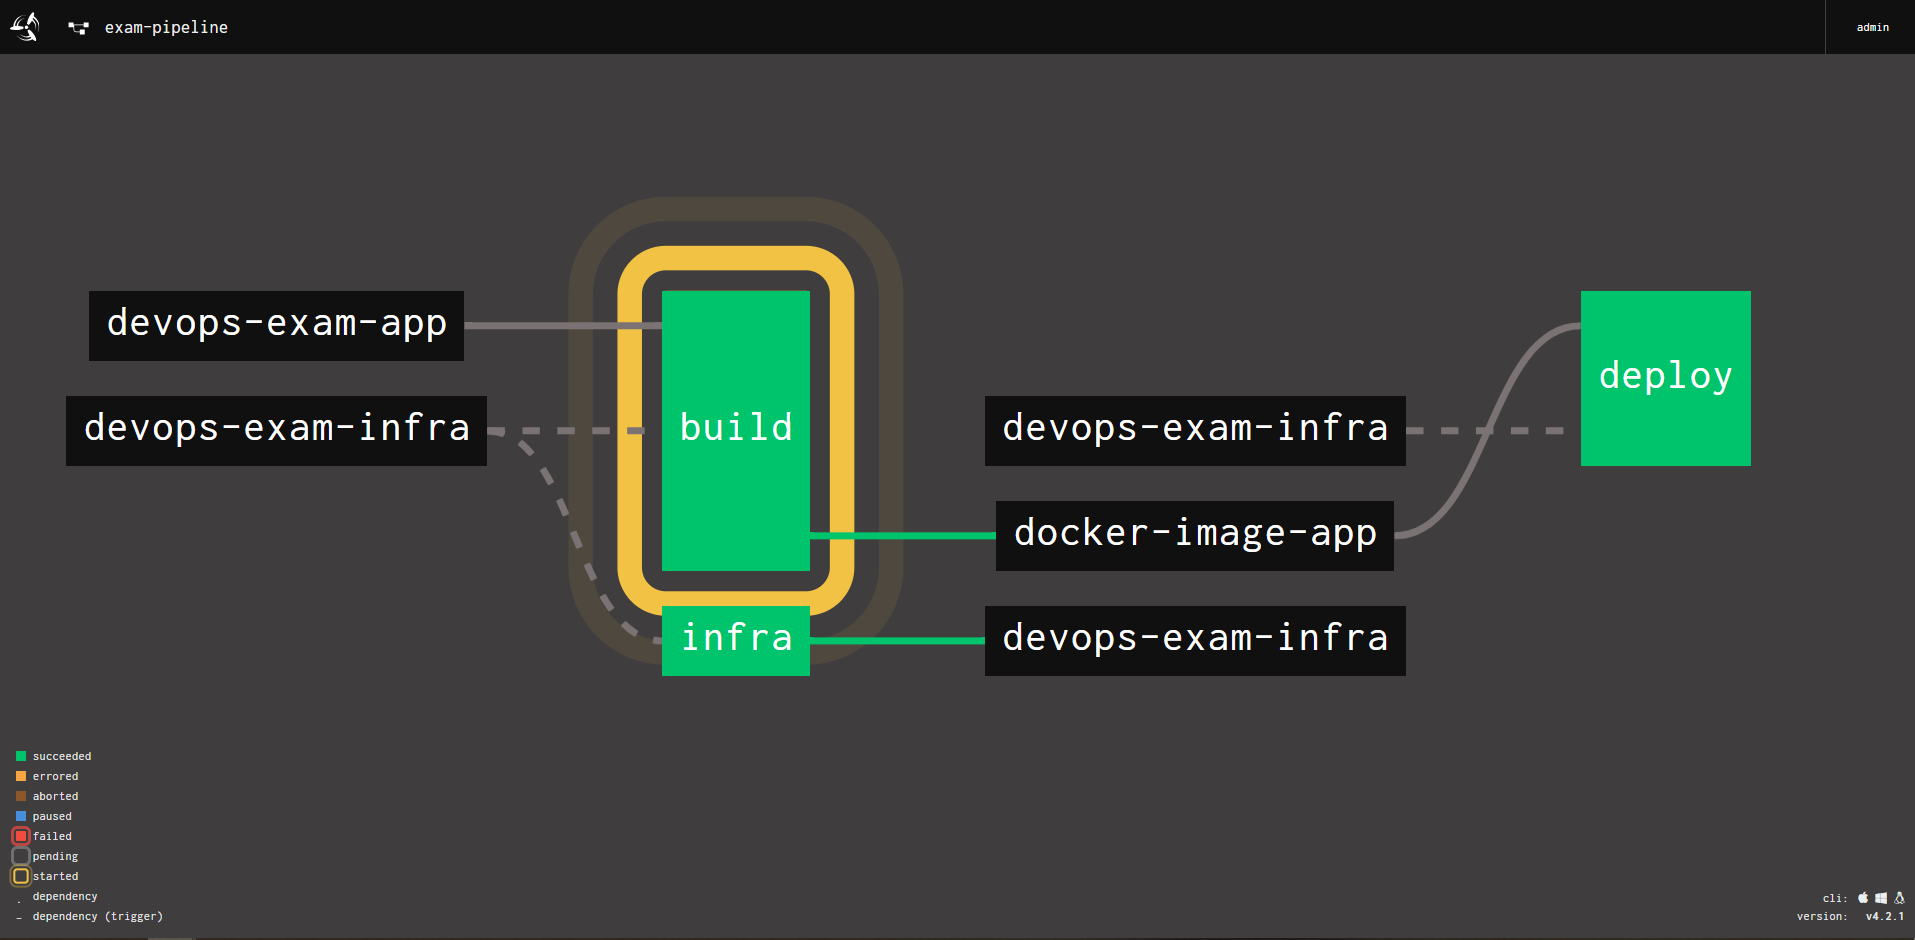 exam-pipeline
admin
devops-exam-app
devops-exam-infra
build
infra
devops-exam-infra
docker-image-app
devops-exam-infra
deploy
succeeded
errored
aborted
paused
failed
pending
started
dependency
dependency (trigger)
cli:
version: v4.2.1